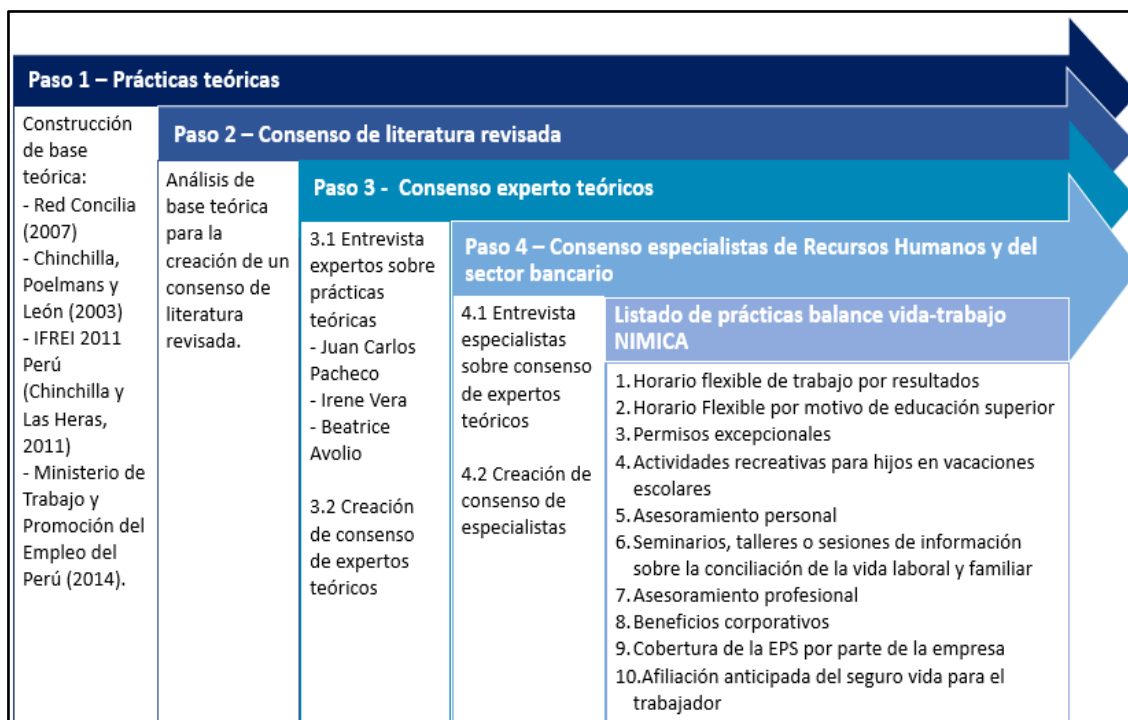 Paso 1 – Prácticas teóricas
Construcción
de base
teórica:
- Red Concilia
(2007)
- Chinchilla,
Poelmans y
León (2003)
- IFREI 2011
Perú
(Chinchilla y
Las Heras,
2011)
- Ministerio de
Trabajo y
Promoción del
Empleo del
Perú (2014).
Paso 2 – Consenso de literatura revisada
Análisis de
base teórica
para la
creación de un
consenso de
literatura
revisada.
Paso 3 - Consenso experto teóricos
3.1 Entrevista
expertos sobre
prácticas
teóricas
- Juan Carlos
Pacheco
- Irene Vera
- Beatrice
Avolio
3.2 Creación
de consenso
de expertos
teóricos
Paso 4 – Consenso especialistas de Recursos Humanos y del
sector bancario
4.1 Entrevista
especialistas
sobre consenso
de expertos
teóricos
4.2 Creación de
consenso de
especialistas
Listado de prácticas balance vida-trabajo
NIMICA
1. Horario flexible de trabajo por resultados
2. Horario Flexible por motivo de educación superior
3. Permisos excepcionales
4. Actividades recreativas para hijos en vacaciones
escolares
5. Asesoramiento personal
6. Seminarios, talleres o sesiones de información
sobre la conciliación de la vida laboral y familiar
7. Asesoramiento profesional
8. Beneficios corporativos
9. Cobertura de la EPS por parte de la empresa
10. Afiliación anticipada del seguro vida para el
trabajador